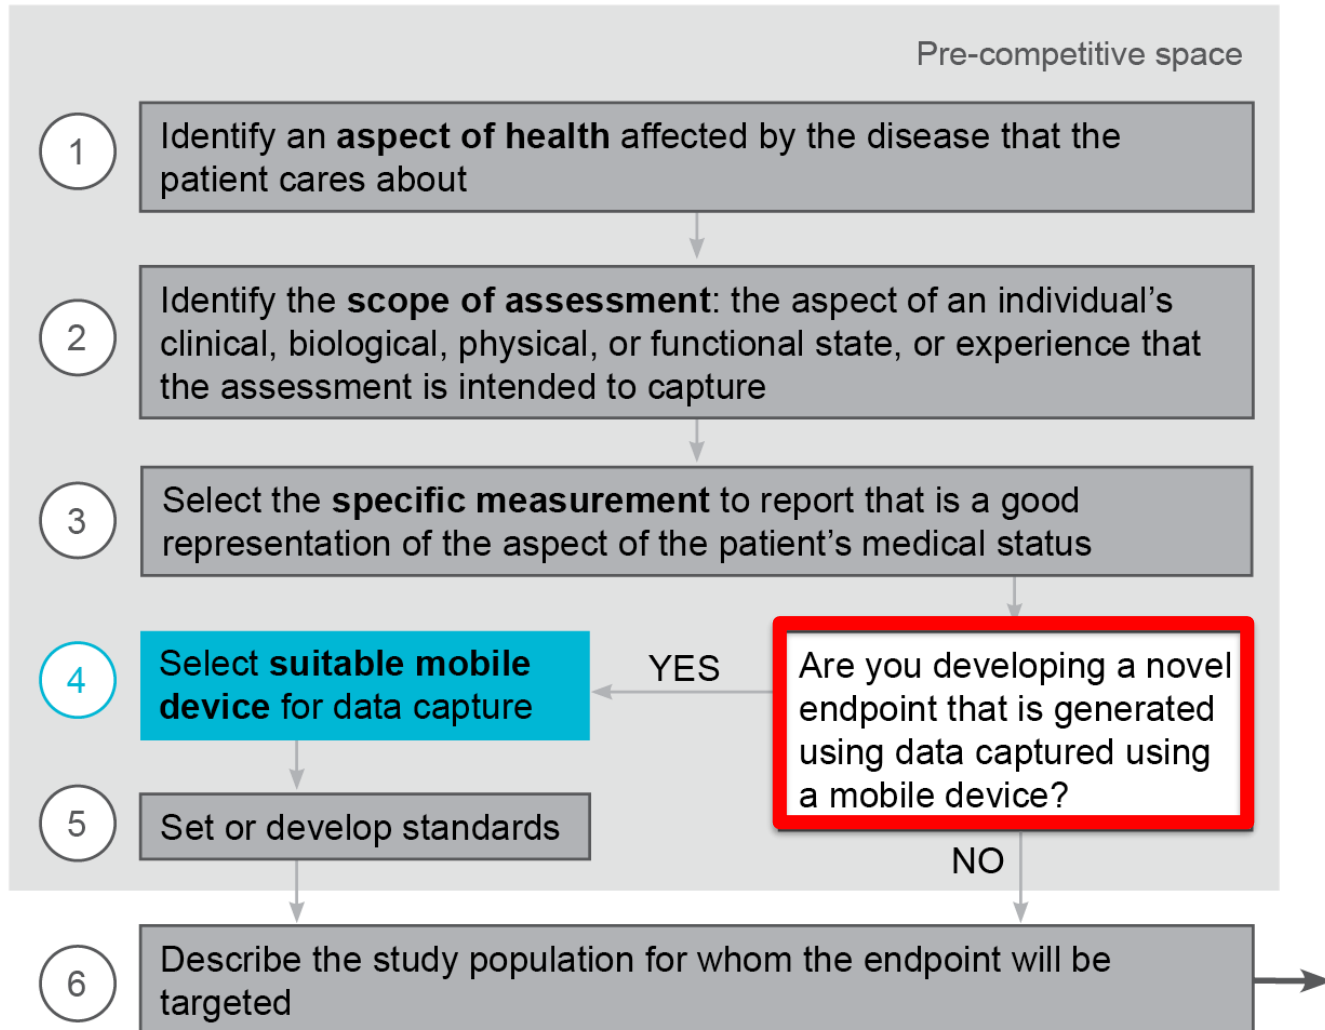 Pre-competitive space
1
Identify an aspect of health affected by the disease that the
patient cares about
2
Identify the scope of assessment: the aspect of an individual’s
clinical, biological, physical, or functional state, or experience that
the assessment is intended to capture
3
Select the specific measurement to report that is a good
representation of the aspect of the patient’s medical status
4
Select suitable mobile
device for data capture
YES
Are you developing a novel
endpoint that is generated
using data captured using
a mobile device?
5
Set or develop standards
NO
6
Describe the study population for whom the endpoint will be
targeted